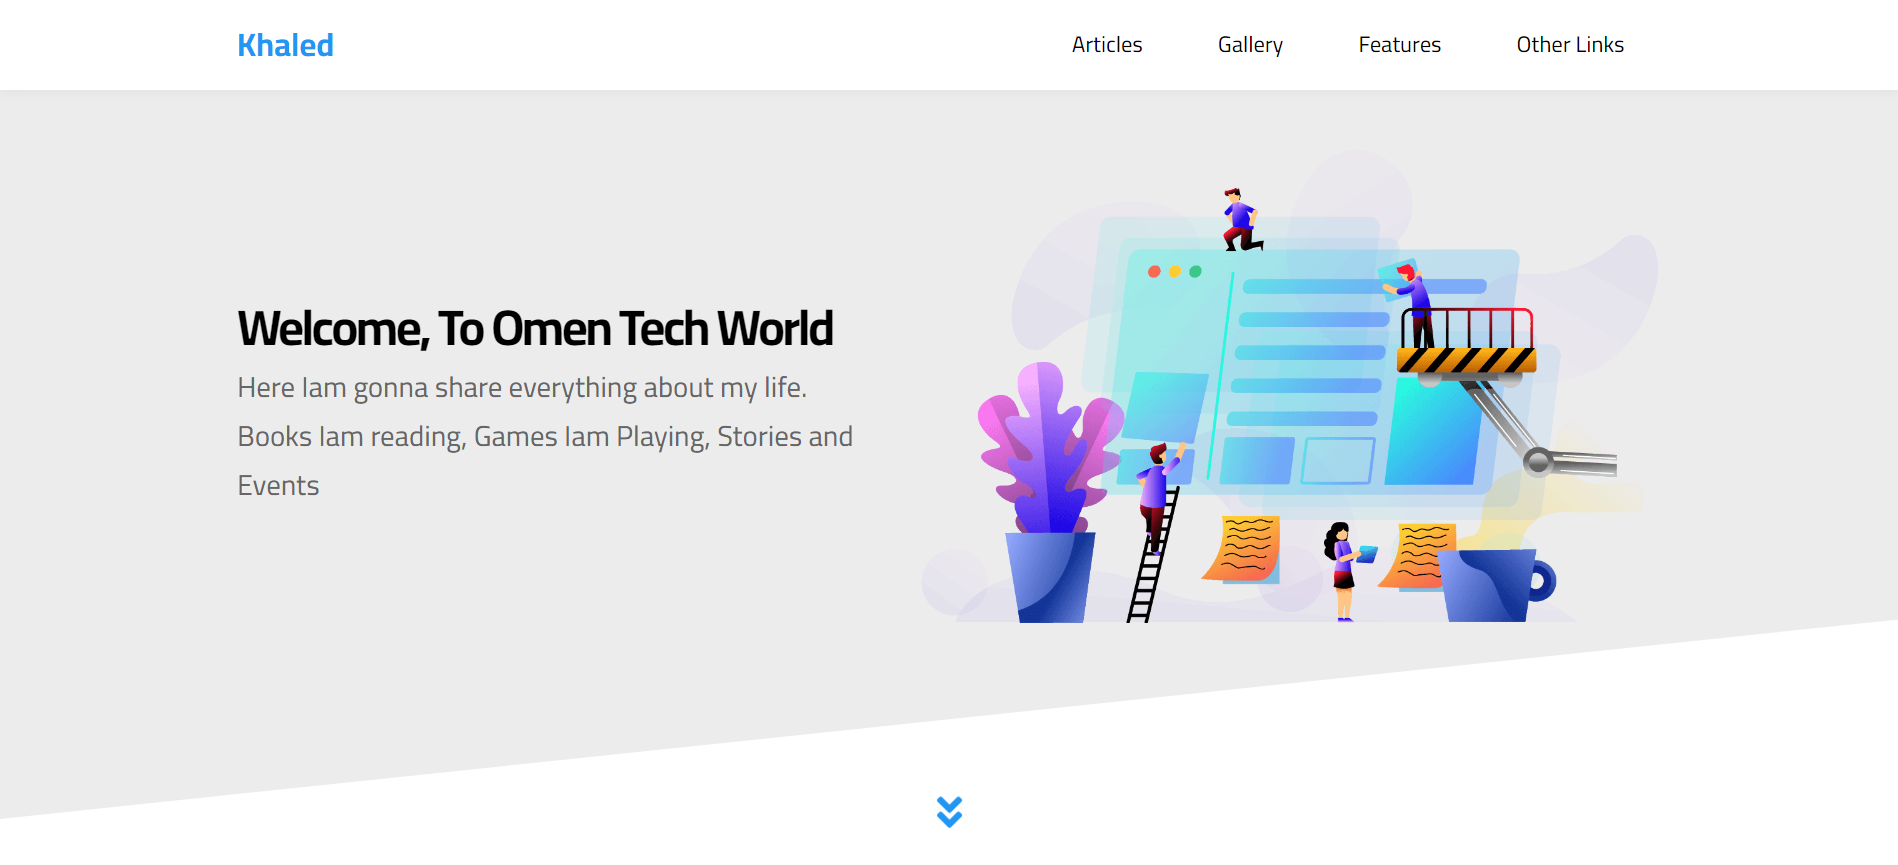 Khaled
Articles Gallery Features Other Links
Welcome, To Omen Tech World
Here Iam gonna share everything about my life.
Books Iam reading, Games Iam Playing, Stories and
Events